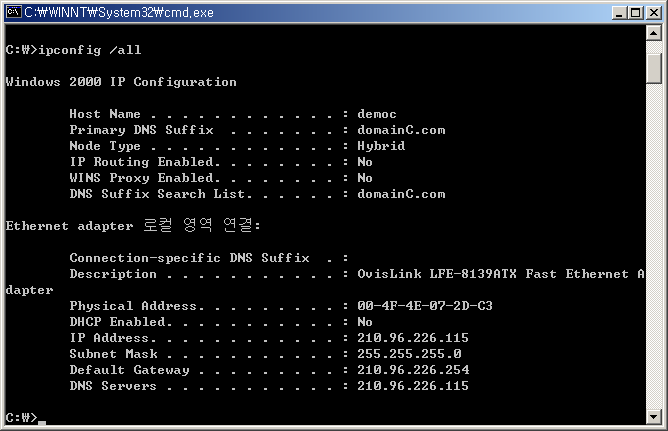 C:₩WINNT₩System32₩cmd.exe
C:₩>ipconfig /all
Windows 2000 IP Configuration
Host Name . . . . . . . . . . . . : democ
Primary DNS Suffix  . . . . . . . : domainC.com
Node Type . . . . . . . . . . . . : Hybrid
IP Routing Enabled. . . . . . . . : No
WINS Proxy Enabled. . . . . . . . : No
DNS Suffix Search List. . . . . . : domainC.com
Ethernet adapter 로컬 영역 연결:
Connection-specific DNS Suffix  . :
Description . . . . . . . . . . . : OvisLink LFE-8139ATX Fast Ethernet A
dapter
Physical Address. . . . . . . . . : 00-4F-4E-07-2D-C3
DHCP Enabled. . . . . . . . . . . : No
IP Address. . . . . . . . . . . . : 210.96.226.115
Subnet Mask . . . . . . . . . . . : 255.255.255.0
Default Gateway . . . . . . . . . : 210.96.226.254
DNS Servers . . . . . . . . . . . : 210.96.226.115
C:₩>_